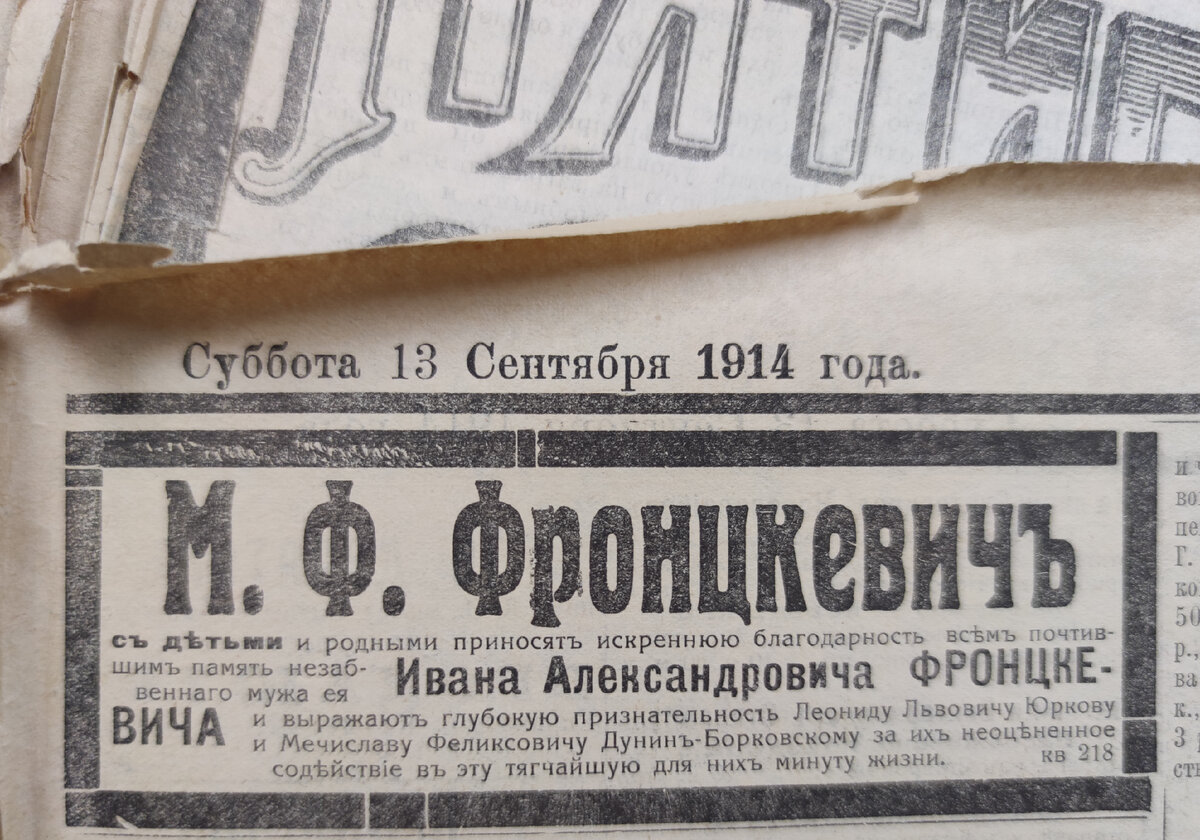 Суббота 13 Сентября 1914 года.
М. Ф. Фронцкевичъ
съ дѣтьми и родными приносятъ искреннюю благодарность всѣмъ почтив-
шимъ память незаб-
веннаго мужа ея
Ивана Александровича ФРОНЦКЕ-
ВИЧА
и выражаютъ глубокую признательность Леониду Львовичу Юркову
и Мечиславу Феликсовичу Дунинъ-Борковскому за ихъ неоцѣненное
содѣйствіе въ эту тягчайшую для нихъ минуту жизни.
кв 218